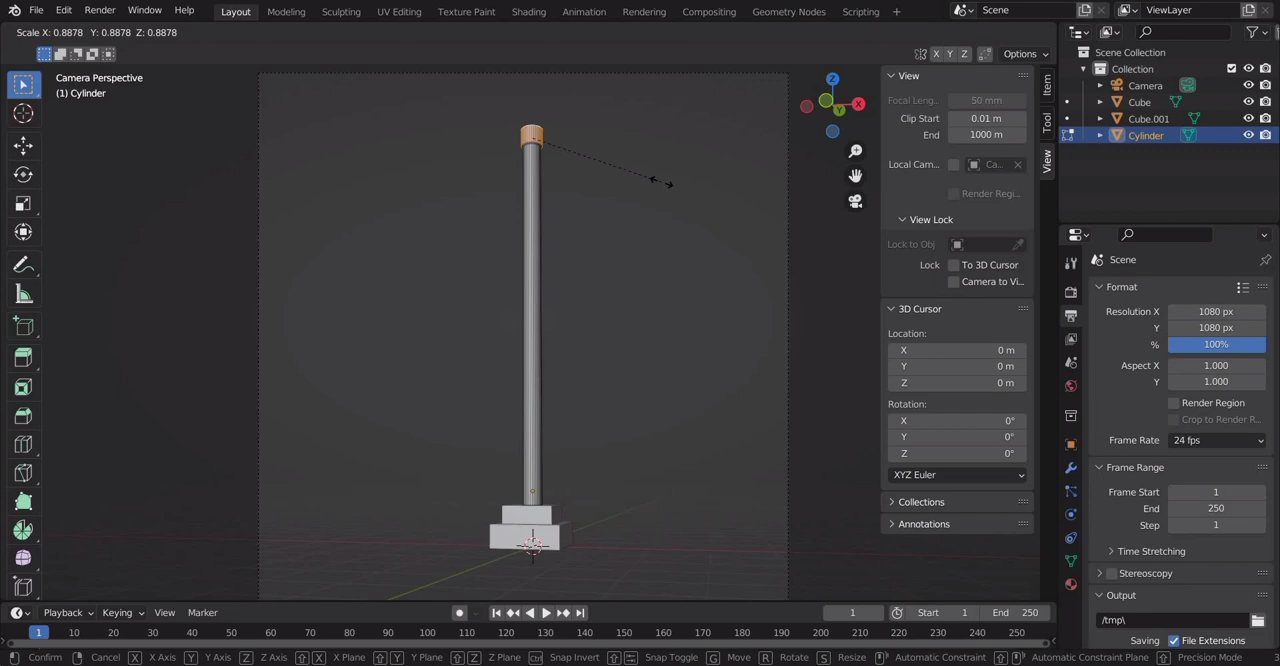 File Edit Render Window Help Layout Modeling Sculpting UV Editing Texture Paint Shading Animation Rendering Compositing Geometry Nodes Scripting + Scene ViewLayer
Scale X: 0.8878 Y: 0.8878 Z: 0.8878
X Y Z Options
Camera Perspective
(1) Cylinder
Z
X
Y
View
Focal Leng... 50 mm
Clip Start 0.01 m
End 1000 m
Local Cam... Ca...
Render Regi...
View Lock
Lock to Obj
Lock To 3D Cursor
Camera to Vi...
3D Cursor
Location:
X 0 m
Y 0 m
Z 0 m
Rotation:
X 0°
Y 0°
Z 0°
XYZ Euler
Collections
Annotations
Item
Tool
View
Scene Collection
Collection
Camera
Cube
Cube.001
Cylinder
Scene
Format
Resolution X 1080 px
Y 1080 px
% 100%
Aspect X 1.000
Y 1.000
Render Region
Crop to Render R...
Frame Rate 24 fps
Frame Range
Frame Start 1
End 250
Step 1
Time Stretching
Stereoscopy
Output
/tmp\
Saving File Extensions
Playback Keying View Marker 1 Start 1 End 250
1 10 20 30 40 50 60 70 80 90 100 110 120 130 140 150 160 170 180 190 200 210 220 230 240 250
Confirm Cancel X X Axis Y Y Axis Z Z Axis X X Plane Y Y Plane Z Z Plane Ctrl Snap Invert Snap Toggle G Move R Rotate S Resize Automatic Constraint Automatic Constraint Plane Precision Mode